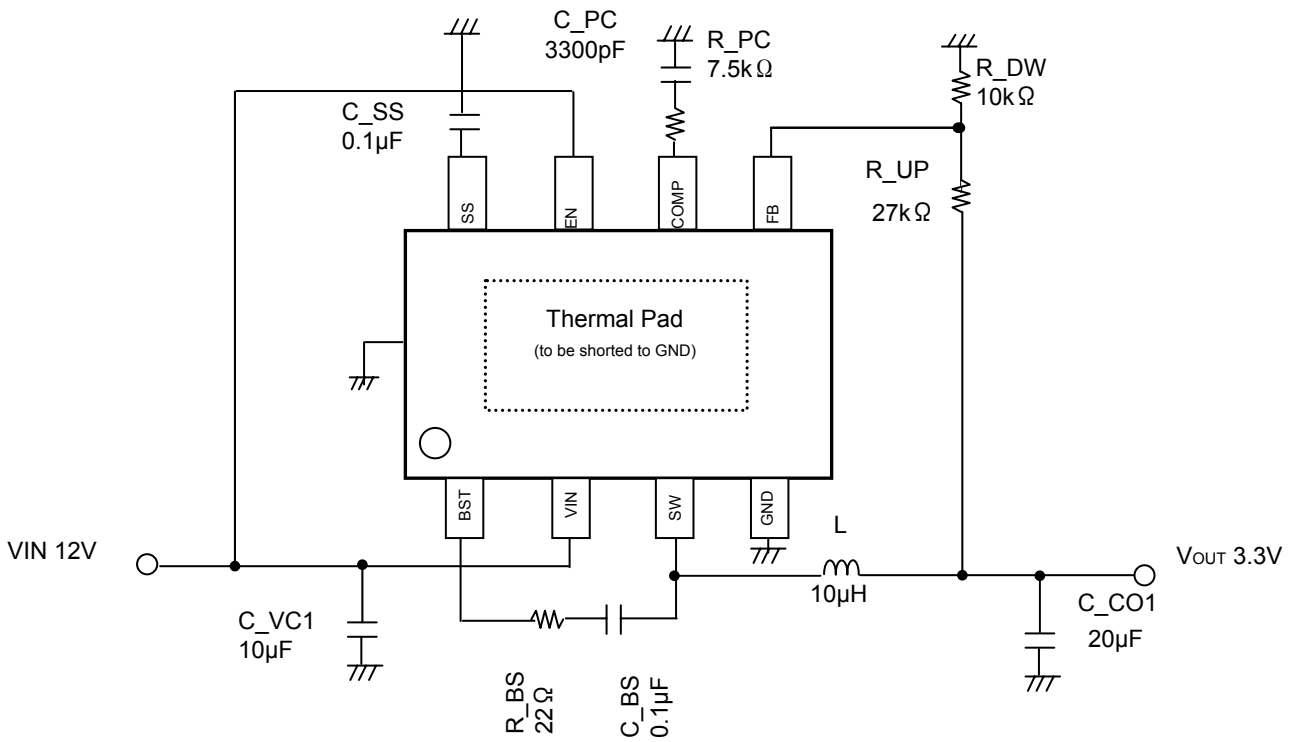 C_PC
3300pF
R_PC
7.5kΩ
R_DW
10kΩ
C_SS
0.1µF
R_UP
27kΩ
SS
EN
COMP
FB
Thermal Pad
(to be shorted to GND)
BST
VIN
SW
GND
L
10µH
VIN 12V
VOUT 3.3V
C_VC1
10µF
C_CO1
20µF
R_BS
22Ω
C_BS
0.1µF